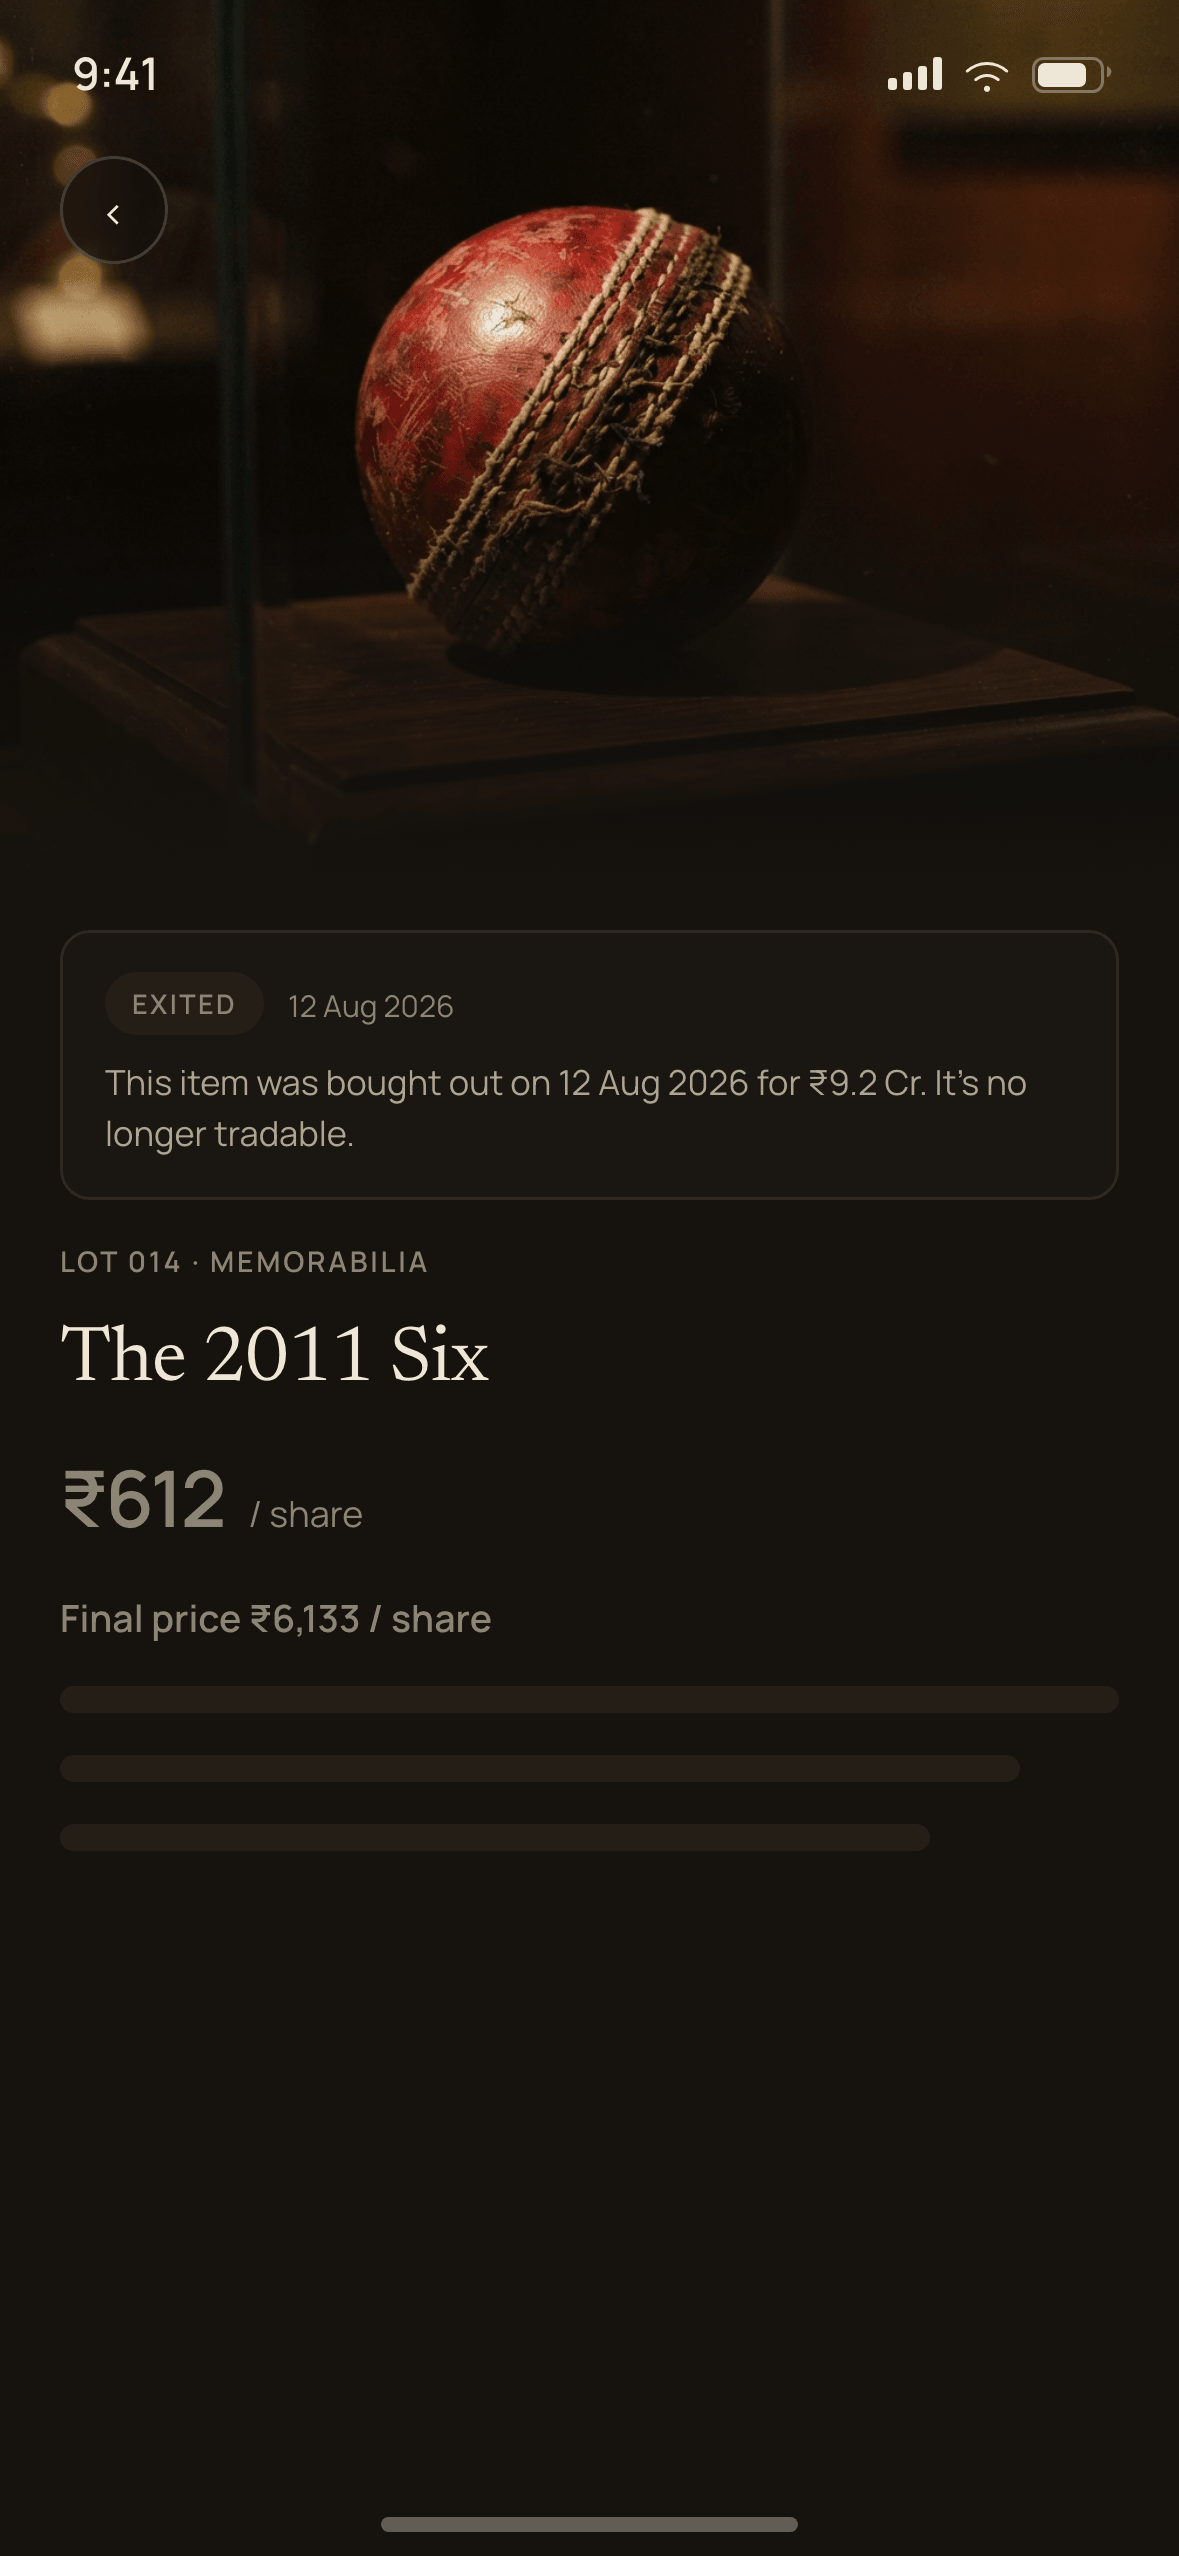 9:41
EXITED 12 Aug 2026
This item was bought out on 12 Aug 2026 for ₹9.2 Cr. It’s no
longer tradable.
LOT 014 · MEMORABILIA
The 2011 Six
₹612 / share
Final price ₹6,133 / share